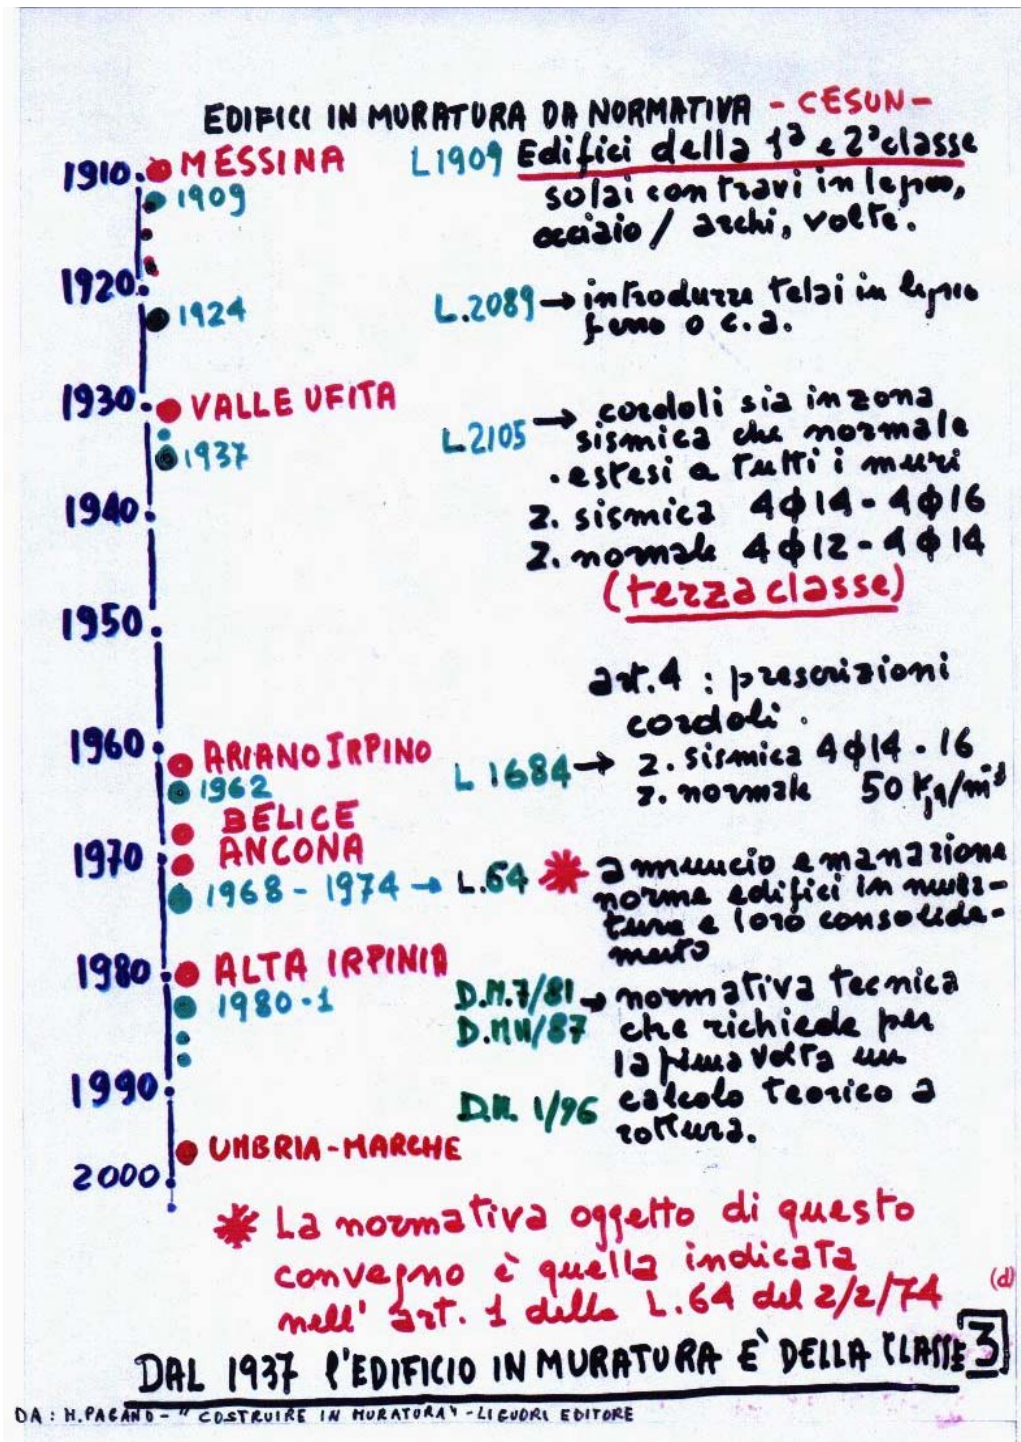 EDIFICI IN MURATURA DA NORMATIVA - CESUN -
1910 MESSINA L1909 Edifici della 1ª e 2ª classe
1909 solai con travi in legno,
acciaio / archi, volte.
1920
1924 L.2089 → introdurre telai in legno
ferro o c.a.
1930 VALLE UFITA
L.2105 → cordoli sia in zona
sismica che normale
1937 . estesi a tutti i muri
1940 z. sismica 4ϕ14 - 4ϕ16
z. normale 4ϕ12 - 4ϕ14
(terza classe)
1950
art. 4 : prescrizioni
cordoli .
1960 ARIANO IRPINO L 1684 → z. sismica 4ϕ14 - 16
1962 z. normale 50 Kg/m³
BELICE
1970 ANCONA
1968 - 1974 → L.64 annuncio emanazione
norme edifici in mura-
tura e loro consolida-
mento
1980 ALTA IRPINIA
1980-1 D.M.7/81 → normativa tecnica
D.M11/87 che richiede per
la prima volta un
1990 D.M. 1/96 calcolo teorico a
rottura.
UMBRIA - MARCHE
2000
La normativa oggetto di questo
convegno è quella indicata
nell' art. 1 della L.64 del 2/2/74 (d)
DAL 1937 l'EDIFICIO IN MURATURA È DELLA CLASSE 3
DA : M. PAGANO - " COSTRUIRE IN MURATURA" - LIGUORI EDITORE